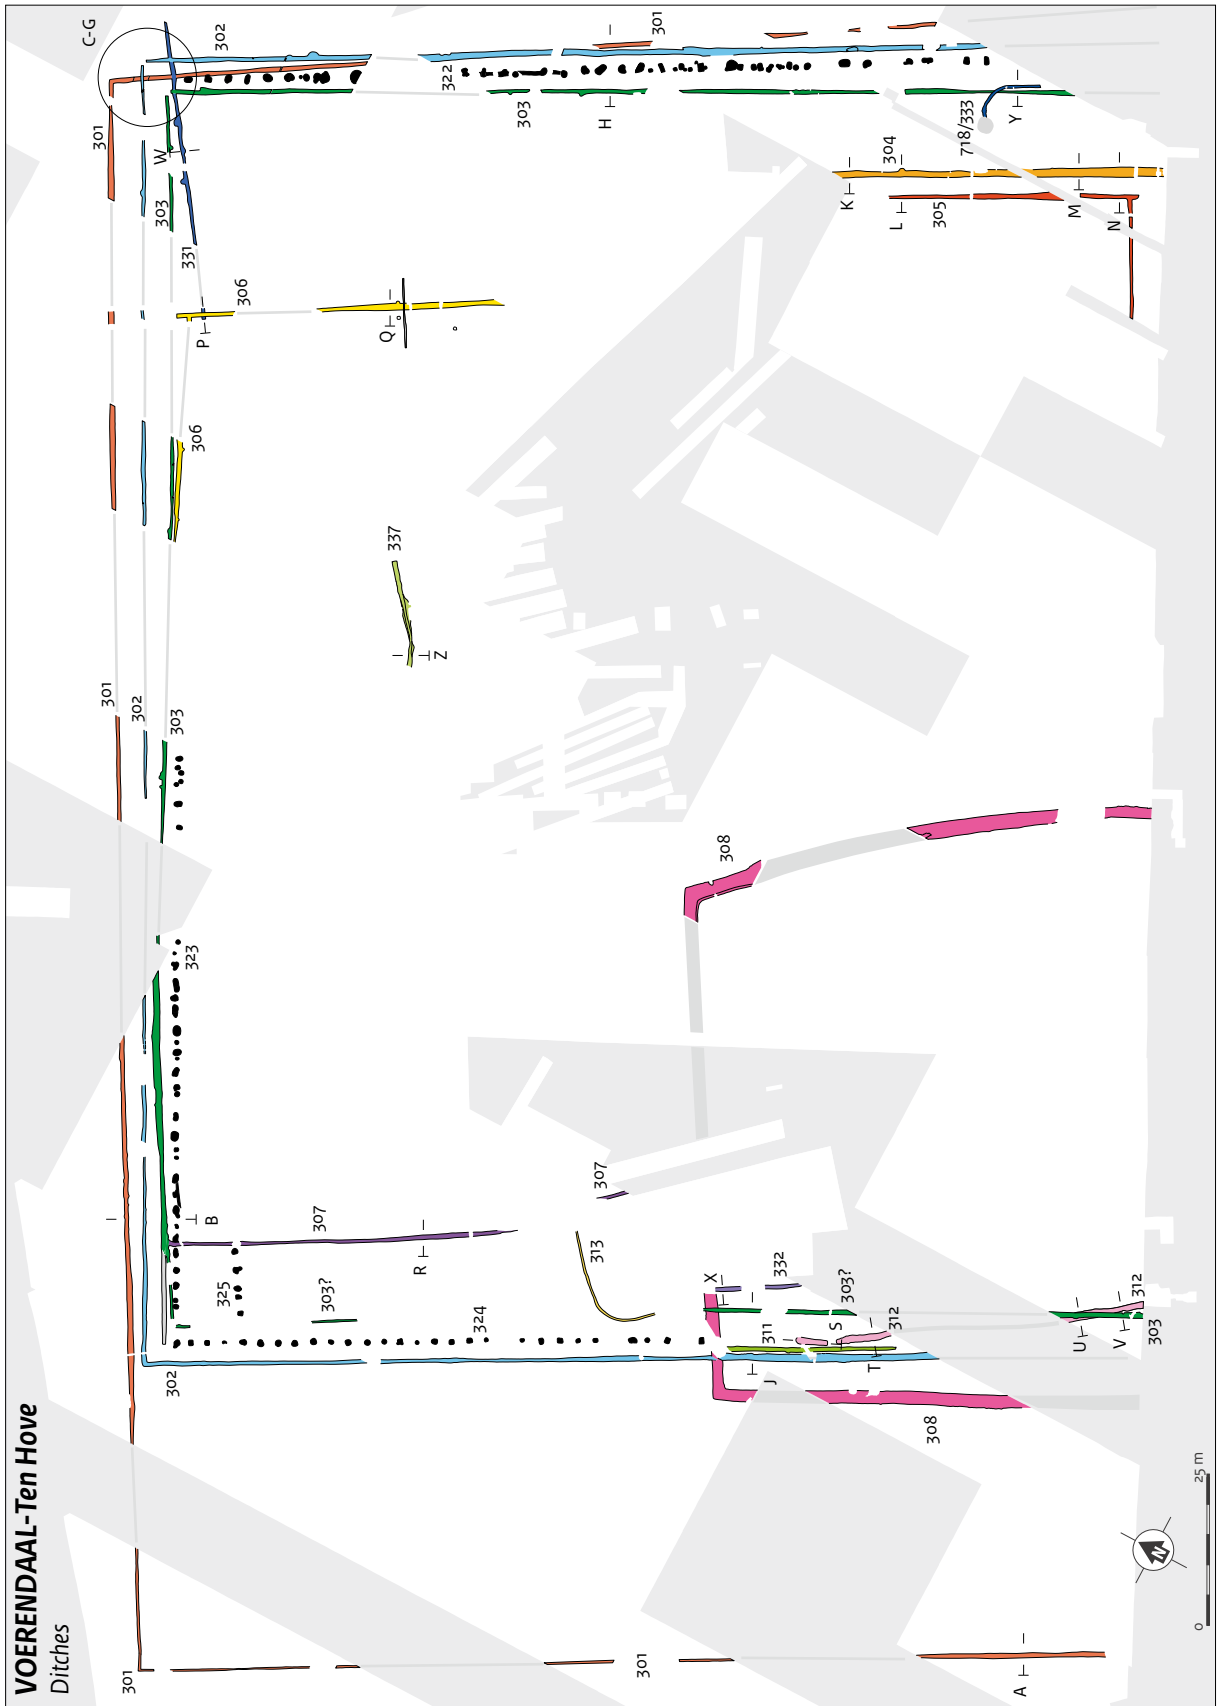 VOERENDAAL-Ten Hove
Ditches
C-G
302
301
301
322
303
H
W
303
331
718/333
Y
304
K
L
305
M
N
306
P
Q
306
337
Z
301
302
303
308
323
B
307
R
307
313
325
303?
324
X
332
303?
311
S
312
312
T
U
V
303
J
302
308
301
301
A
N
0
25 m